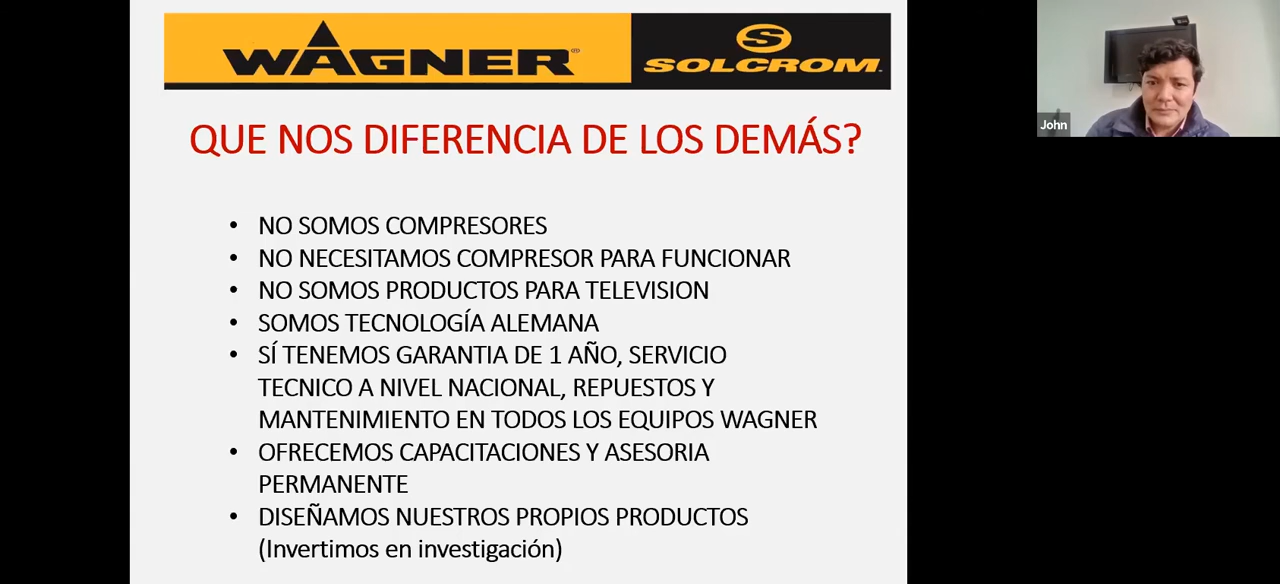 WAGNER®
SOLCROM
QUE NOS DIFERENCIA DE LOS DEMÁS?
• NO SOMOS COMPRESORES
• NO NECESITAMOS COMPRESOR PARA FUNCIONAR
• NO SOMOS PRODUCTOS PARA TELEVISION
• SOMOS TECNOLOGÍA ALEMANA
• SÍ TENEMOS GARANTIA DE 1 AÑO, SERVICIO
TECNICO A NIVEL NACIONAL, REPUESTOS Y
MANTENIMIENTO EN TODOS LOS EQUIPOS WAGNER
• OFRECEMOS CAPACITACIONES Y ASESORIA
PERMANENTE
• DISEÑAMOS NUESTROS PROPIOS PRODUCTOS
(Invertimos en investigación)
John